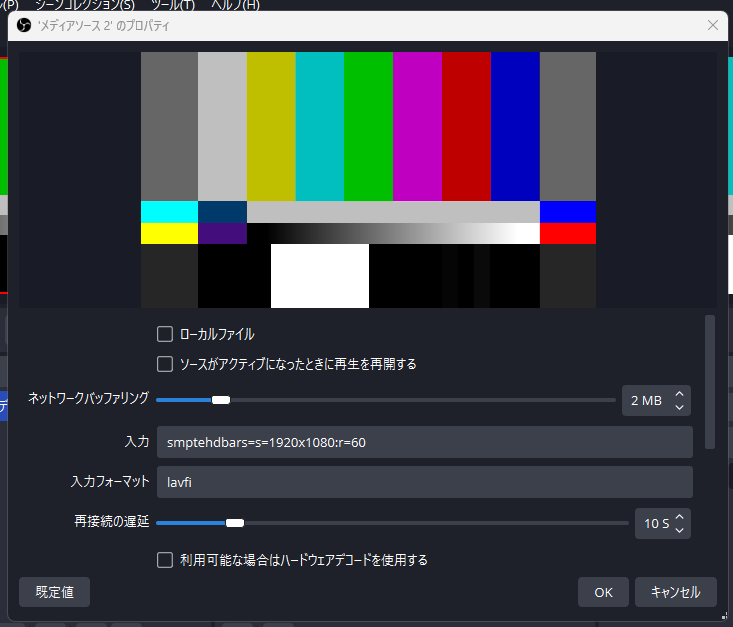 (P) シーンコレクション(S) ツール(T) ヘルプ(H)
'メディアソース 2' のプロパティ
ローカルファイル
ソースがアクティブになったときに再生を再開する
ネットワークバッファリング 2 MB
入力 smptehdbars=s=1920x1080:r=60
入力フォーマット lavfi
再接続の遅延 10 S
利用可能な場合はハードウェアデコードを使用する
既定値 OK キャンセル